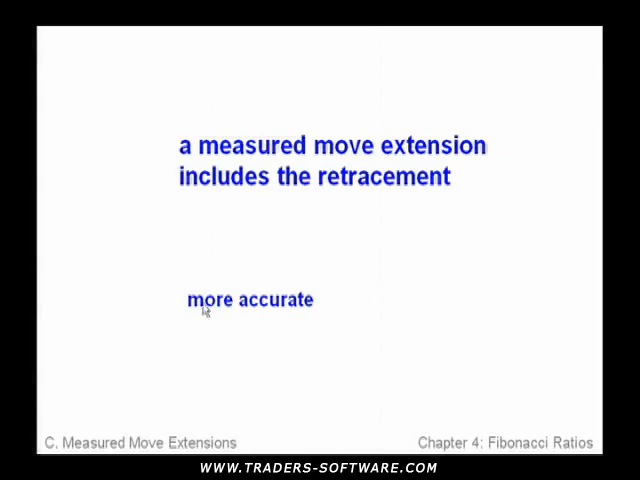 a measured move extension
includes the retracement
more accurate
C. Measured Move Extensions
Chapter 4: Fibonacci Ratios
WWW.TRADERS-SOFTWARE.COM